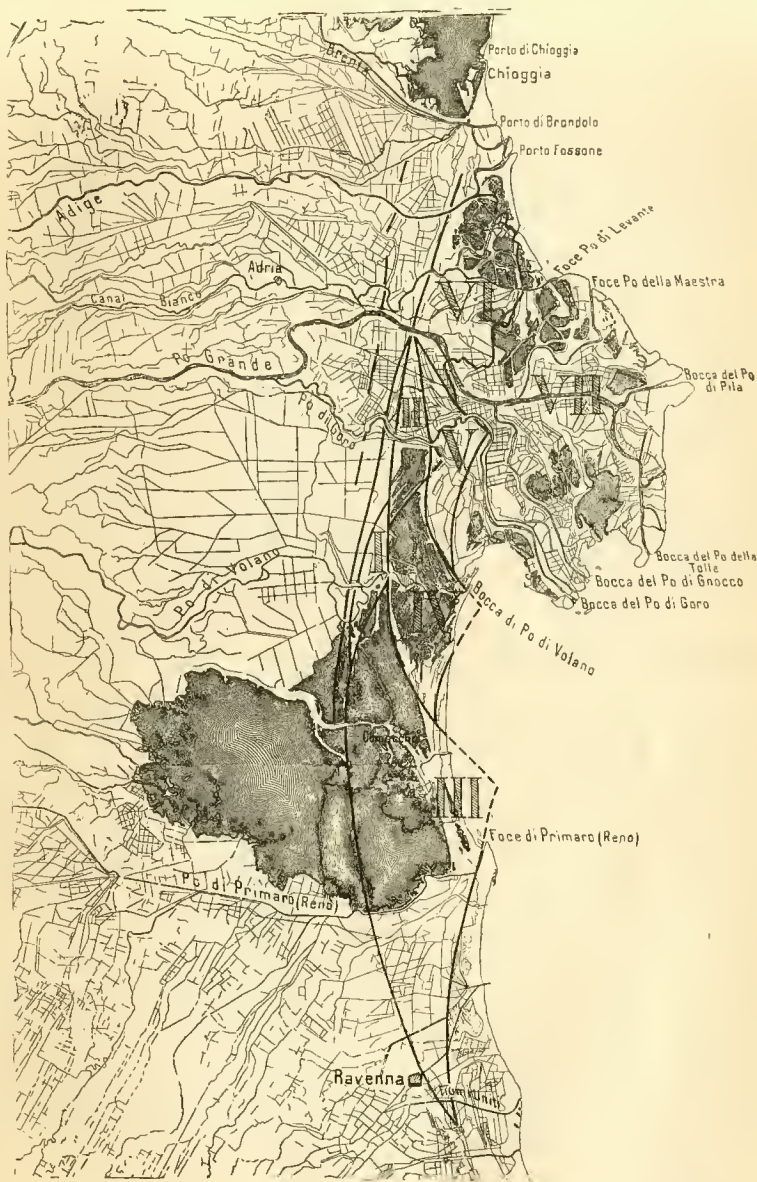 Porto di Chioggia
Chioggia
Brenta
Porto di Brondolo
Porto Fossone
Adige
Foce Po di Levante
Adria
Foce Po della Maestra
Canal Bianco
VI
Po Grande
Bocca del Po
di Pila
VII
Po di Goro
III
V
Bocca del Po della
Tolle
I
Bocca del Po di Gnocco
Po di Volano
IV
Bocca del Po di Goro
Bocca di Po di Volano
Comacchio
Foce di Primaro (Reno)
Po di Primaro (Reno)
Ravenna
Fiumi Uniti